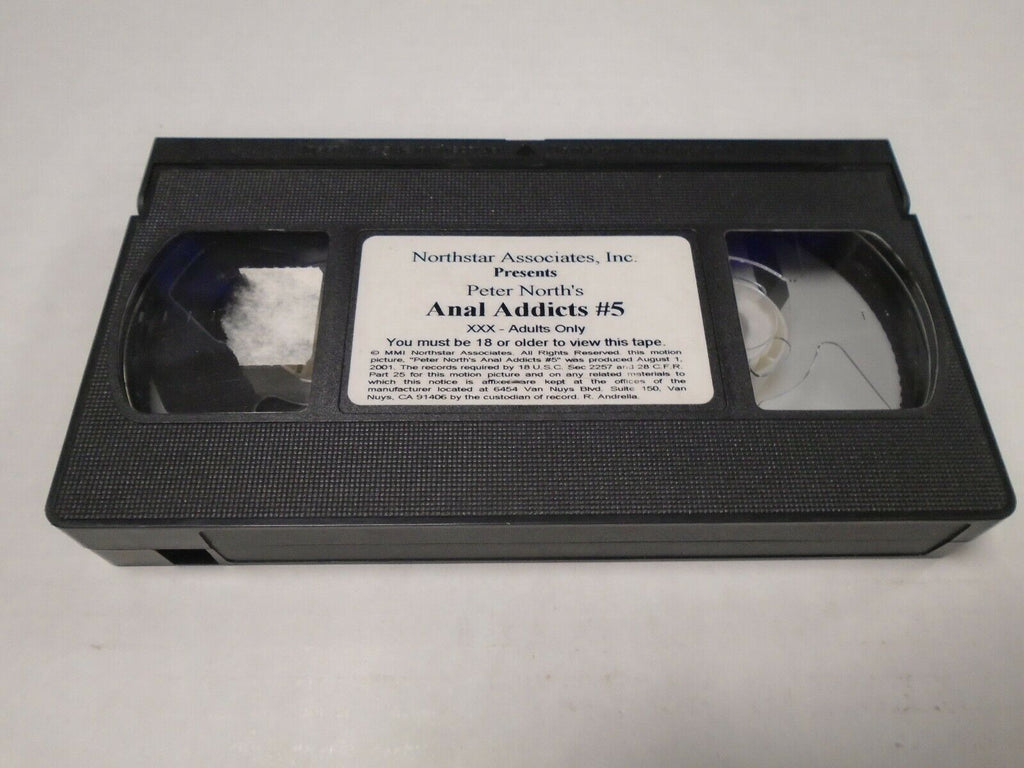 Northstar Associates, Inc.
Presents
Peter North's
Anal Addicts #5
XXX - Adults Only
You must be 18 or older to view this tape.
© MMI Northstar Associates. All Rights Reserved. this motion
picture, "Peter North's Anal Addicts #5" was produced August 1,
2001. The records required by 18 U.S.C. Sec 2257 and 28 C.F.R.
Part 25 for this motion picture and on any related materials to
which this notice is affixed are kept at the offices of the
manufacturer located at 6454 Van Nuys Blvd. Suite 150, Van
Nuys, CA 91406 by the custodian of record. R. Andrella.